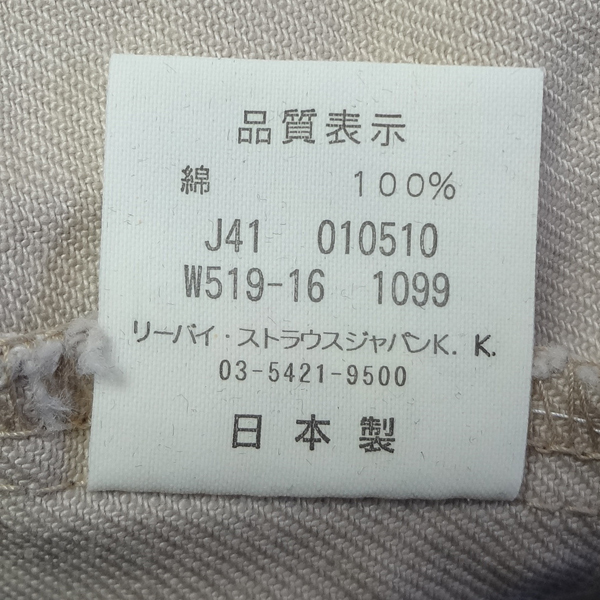 品質表示
綿 100%
J41 010510
W519-16 1099
リーバイ・ストラウスジャパンK. K.
03-5421-9500
日本製